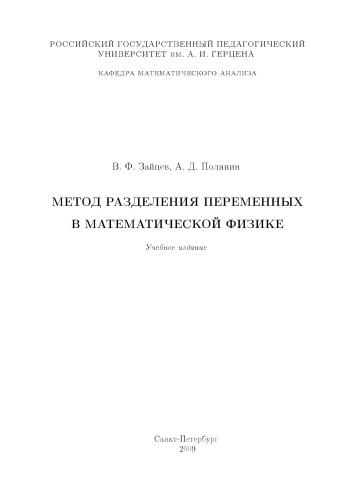 РОССИЙСКИЙ ГОСУДАРСТВЕННЫЙ ПЕДАГОГИЧЕСКИЙ
УНИВЕРСИТЕТ им. А. И. ГЕРЦЕНА
КАФЕДРА МАТЕМАТИЧЕСКОГО АНАЛИЗА
В. Ф. Зайцев, А. Д. Полянин
МЕТОД РАЗДЕЛЕНИЯ ПЕРЕМЕННЫХ
В МАТЕМАТИЧЕСКОЙ ФИЗИКЕ
Учебное издание
Санкт-Петербург
2009